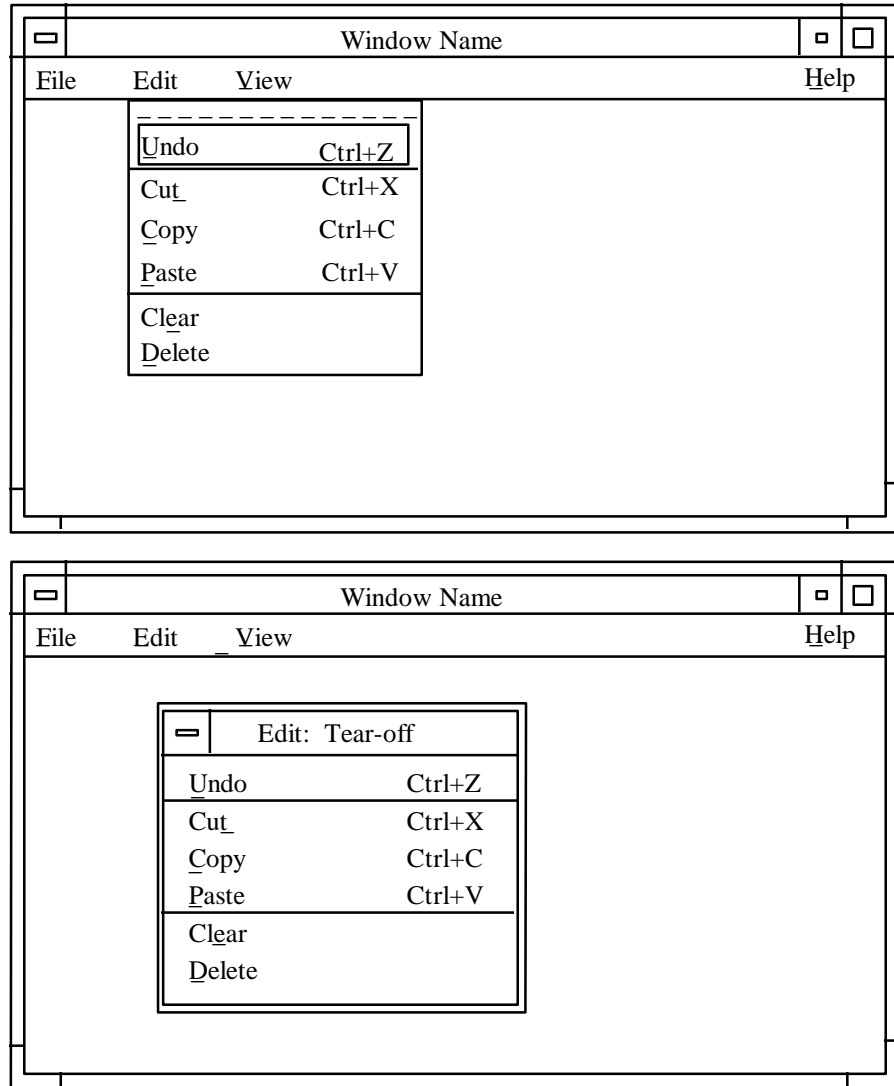 Window Name
File Edit View Help
Undo Ctrl+Z
Cut Ctrl+X
Copy Ctrl+C
Paste Ctrl+V
Clear
Delete
Window Name
File Edit View Help
Edit: Tear-off
Undo Ctrl+Z
Cut Ctrl+X
Copy Ctrl+C
Paste Ctrl+V
Clear
Delete